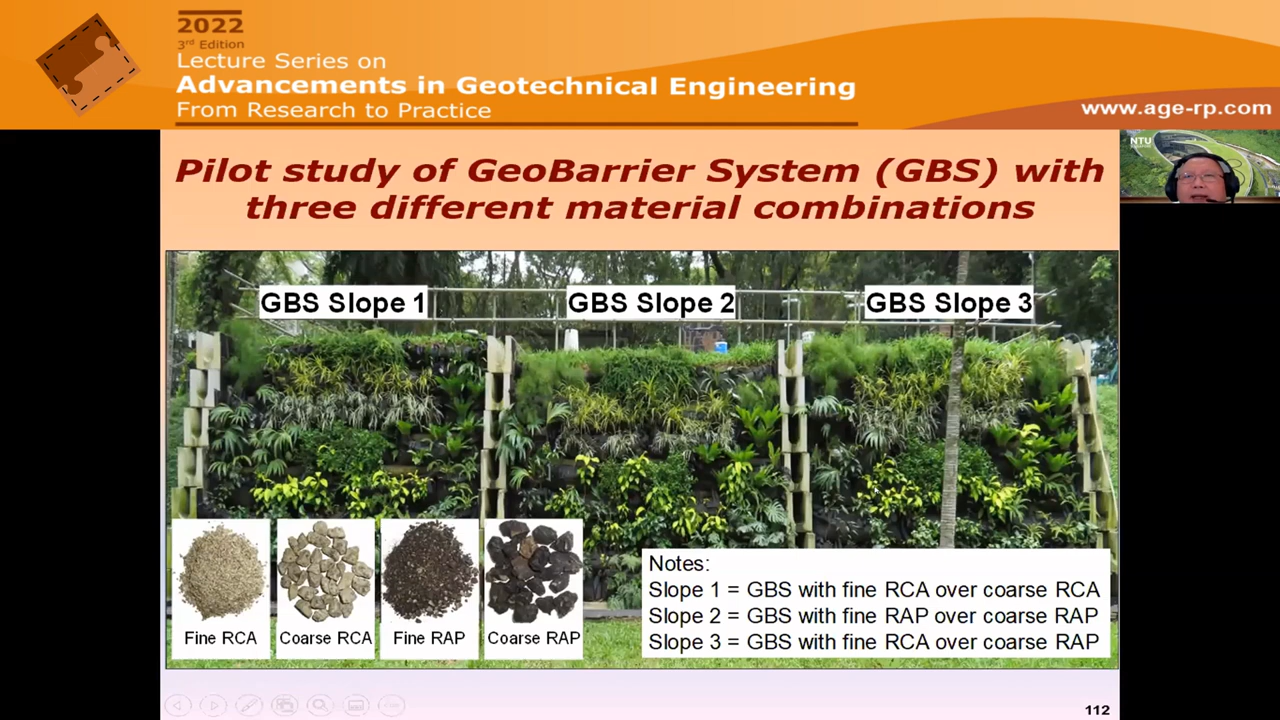 2022
3rd Edition
Lecture Series on
Advancements in Geotechnical Engineering
From Research to Practice
www.age-rp.com
NTU
Pilot study of GeoBarrier System (GBS) with
three different material combinations
GBS Slope 1
GBS Slope 2
GBS Slope 3
Fine RCA
Coarse RCA
Fine RAP
Coarse RAP
Notes:
Slope 1 = GBS with fine RCA over coarse RCA
Slope 2 = GBS with fine RAP over coarse RAP
Slope 3 = GBS with fine RCA over coarse RAP
112